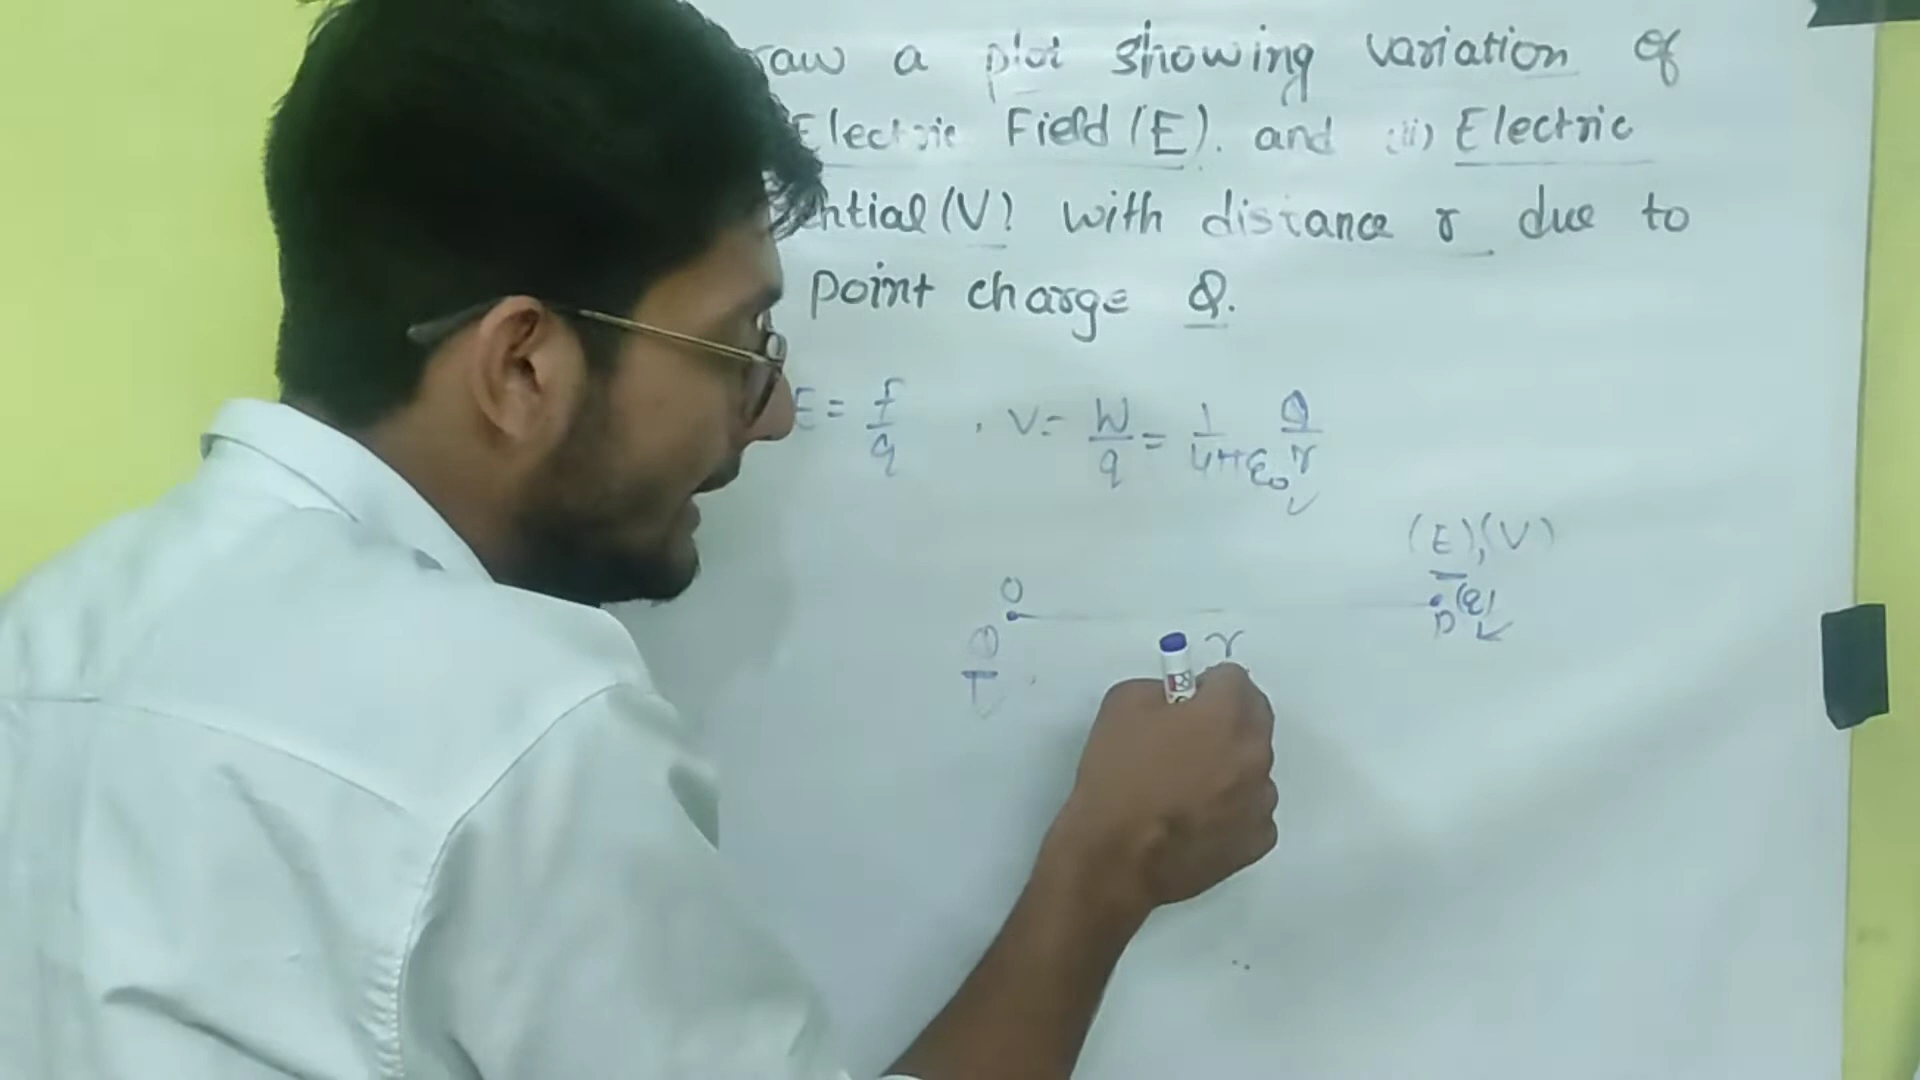 raw a plot showing variation of
Electric Field (E). and (ii) Electric
ential (V) with distance r due to
point charge Q.
E = F/q , V = W/q = 1/4πε₀ Q/r
(E), (V)
O
P (q)
Q r